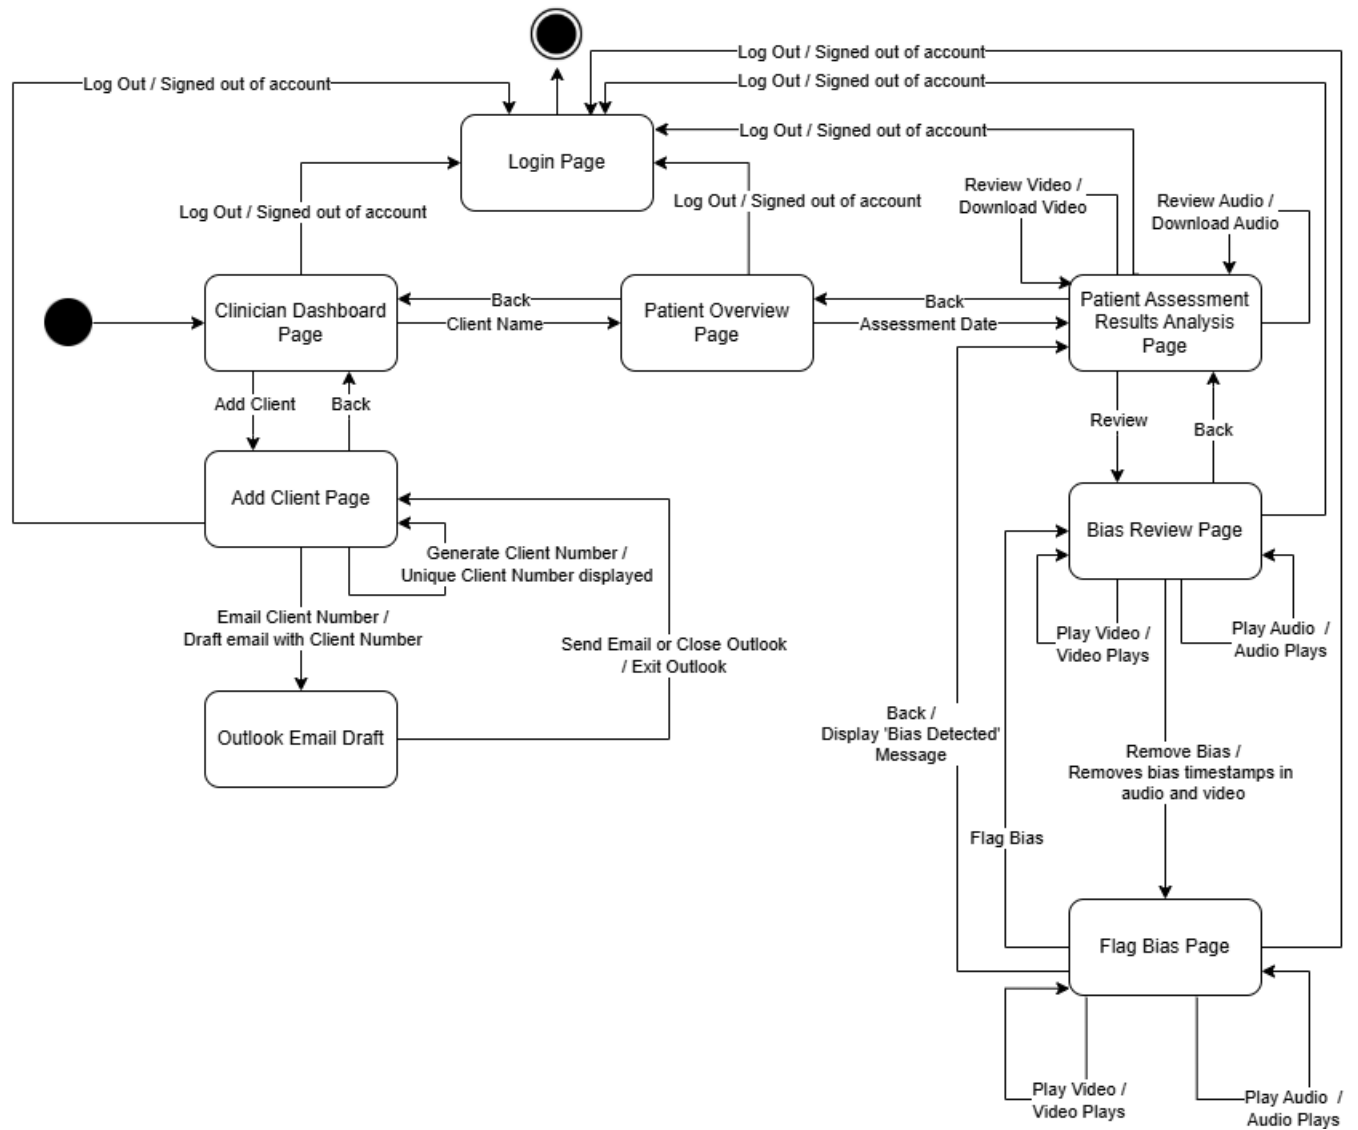 Log Out / Signed out of account
Log Out / Signed out of account
Log Out / Signed out of account
Log Out / Signed out of account
Login Page
Review Video /
Download Video
Review Audio /
Download Audio
Log Out / Signed out of account
Log Out / Signed out of account
Clinician Dashboard
Page
Back
Client Name
Patient Overview
Page
Back
Assessment Date
Patient Assessment
Results Analysis
Page
Add Client
Back
Review
Back
Add Client Page
Bias Review Page
Generate Client Number /
Unique Client Number displayed
Email Client Number /
Draft email with Client Number
Send Email or Close Outlook
/ Exit Outlook
Play Video /
Video Plays
Play Audio /
Audio Plays
Outlook Email Draft
Back /
Display 'Bias Detected'
Message
Remove Bias /
Removes bias timestamps in
audio and video
Flag Bias
Flag Bias Page
Play Video /
Video Plays
Play Audio /
Audio Plays